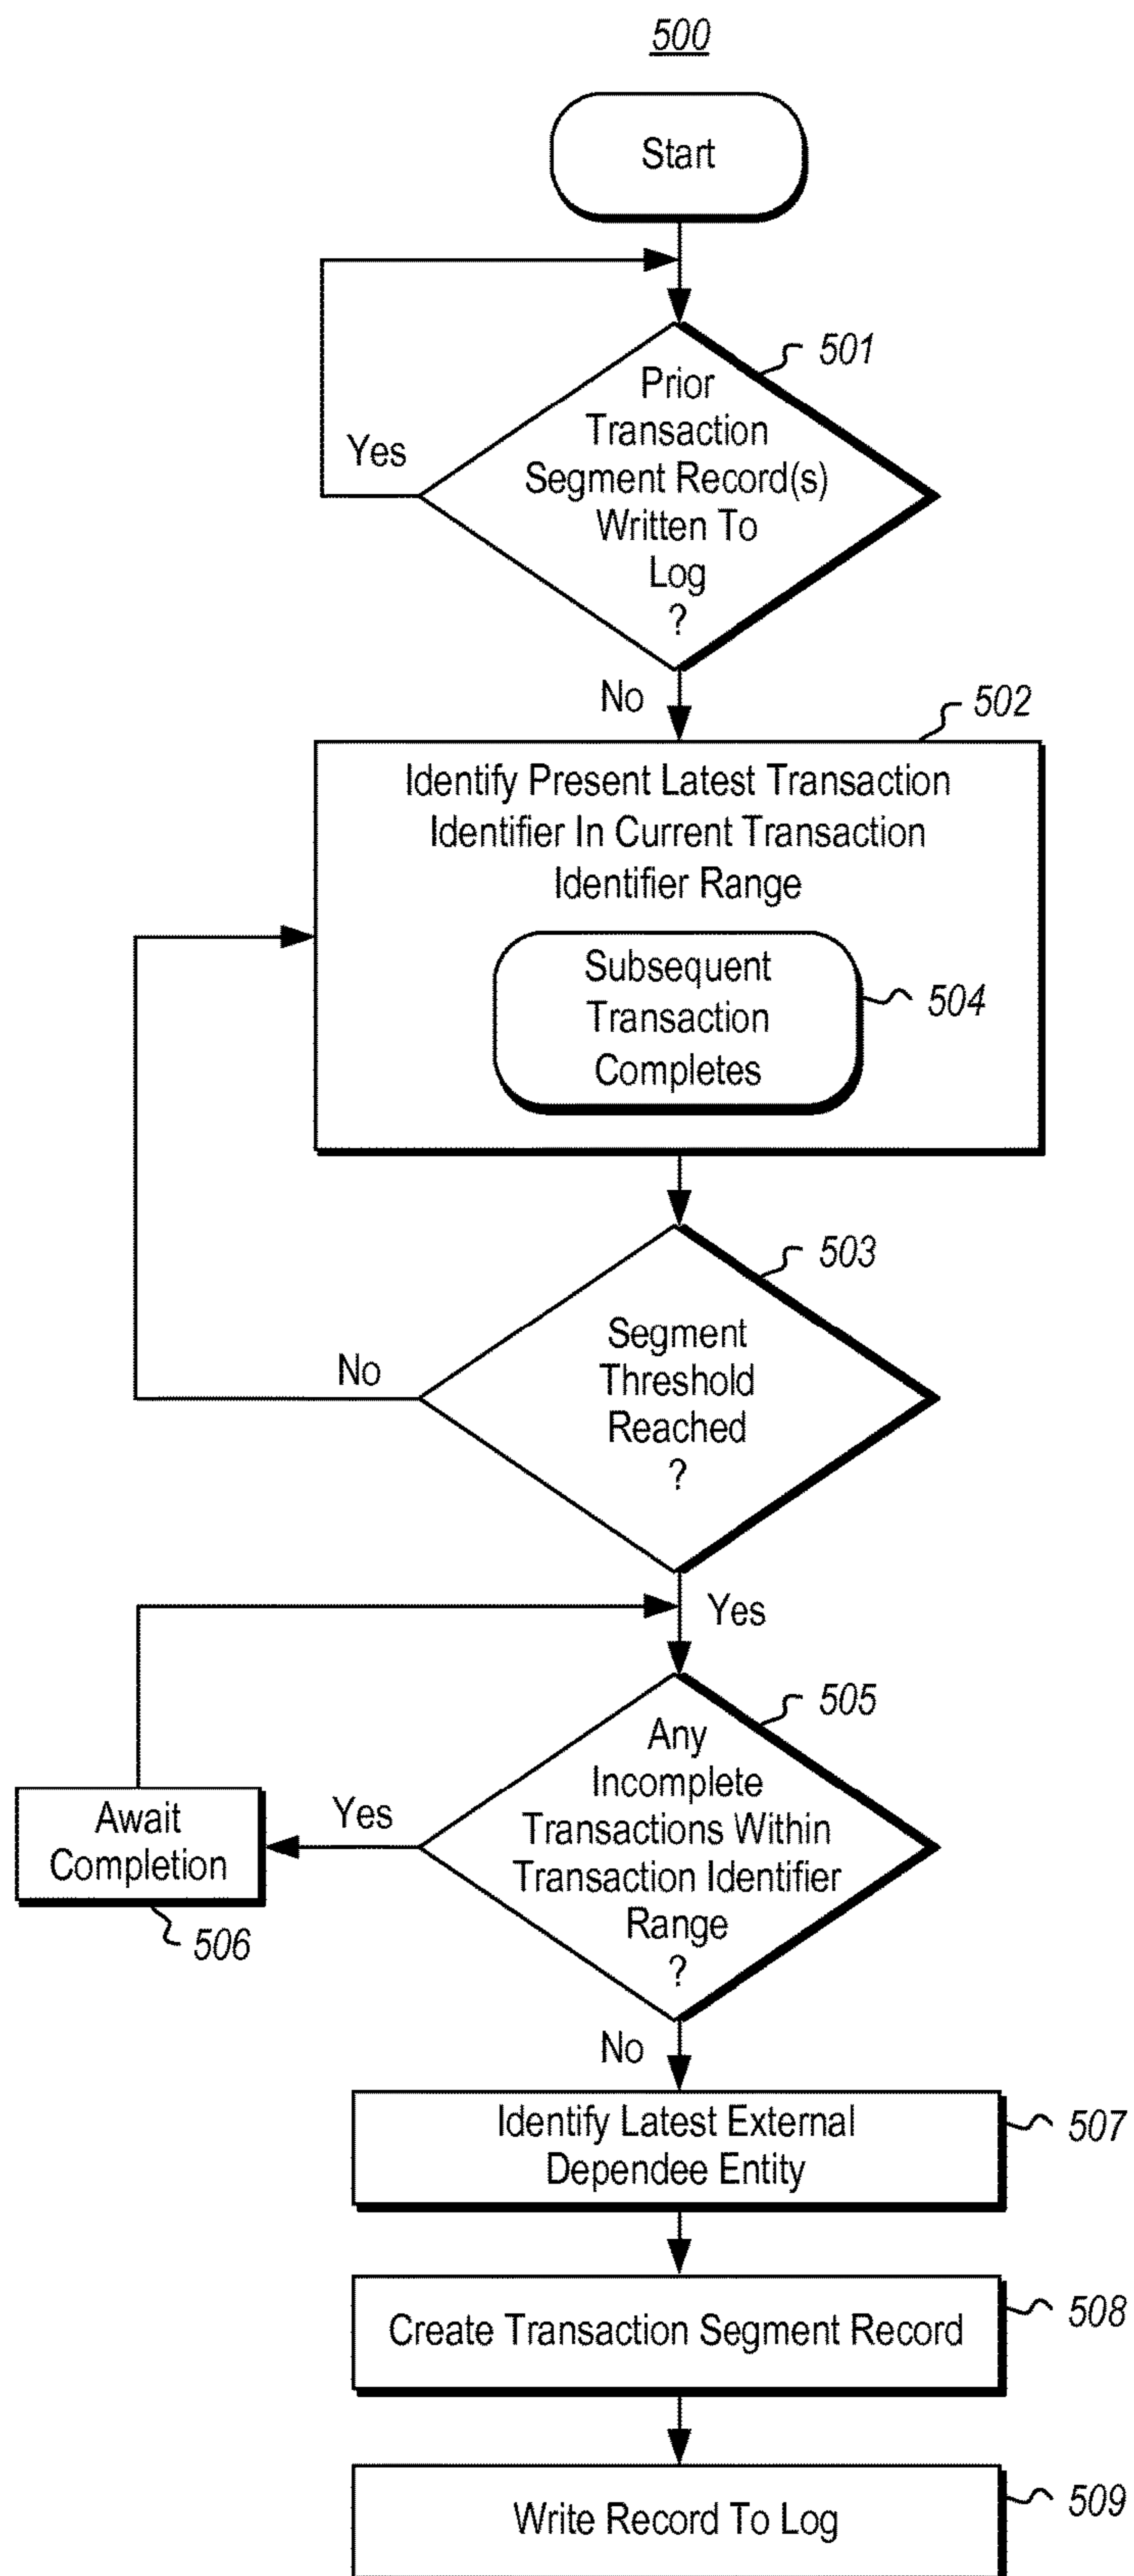 500
Start
501
Prior
Transaction
Segment Record(s)
Written To
Log
?
Yes
No
502
Identify Present Latest Transaction
Identifier In Current Transaction
Identifier Range
Subsequent
Transaction
Completes
504
503
Segment
Threshold
Reached
?
No
Yes
505
Any
Incomplete
Transactions Within
Transaction Identifier
Range
?
Yes
Await
Completion
506
No
Identify Latest External
Dependee Entity
507
Create Transaction Segment Record
508
Write Record To Log
509